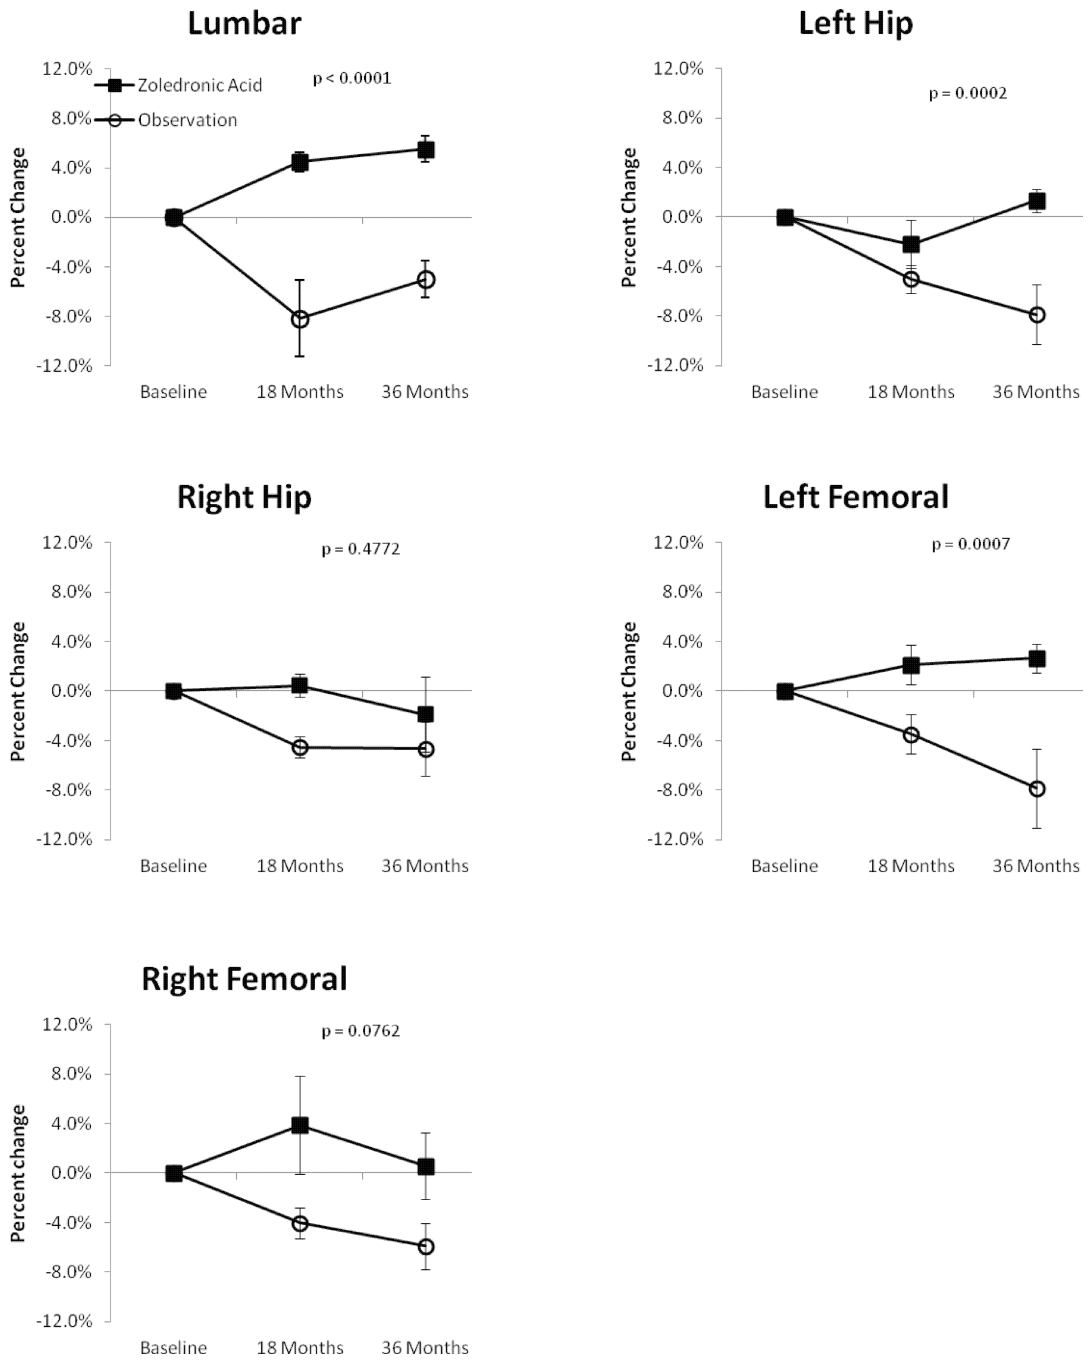 Lumbar
12.0%
8.0%
4.0%
0.0%
-4.0%
-8.0%
-12.0%
Percent Change
Zoledronic Acid
Observation
p < 0.0001
Baseline 18 Months 36 Months
Left Hip
12.0%
8.0%
4.0%
0.0%
-4.0%
-8.0%
-12.0%
Percent Change
p = 0.0002
Baseline 18 Months 36 Months
Right Hip
12.0%
8.0%
4.0%
0.0%
-4.0%
-8.0%
-12.0%
Percent Change
p = 0.4772
Baseline 18 Months 36 Months
Left Femoral
12.0%
8.0%
4.0%
0.0%
-4.0%
-8.0%
-12.0%
Percent Change
p = 0.0007
Baseline 18 Months 36 Months
Right Femoral
12.0%
8.0%
4.0%
0.0%
-4.0%
-8.0%
-12.0%
Percent change
p = 0.0762
Baseline 18 Months 36 Months